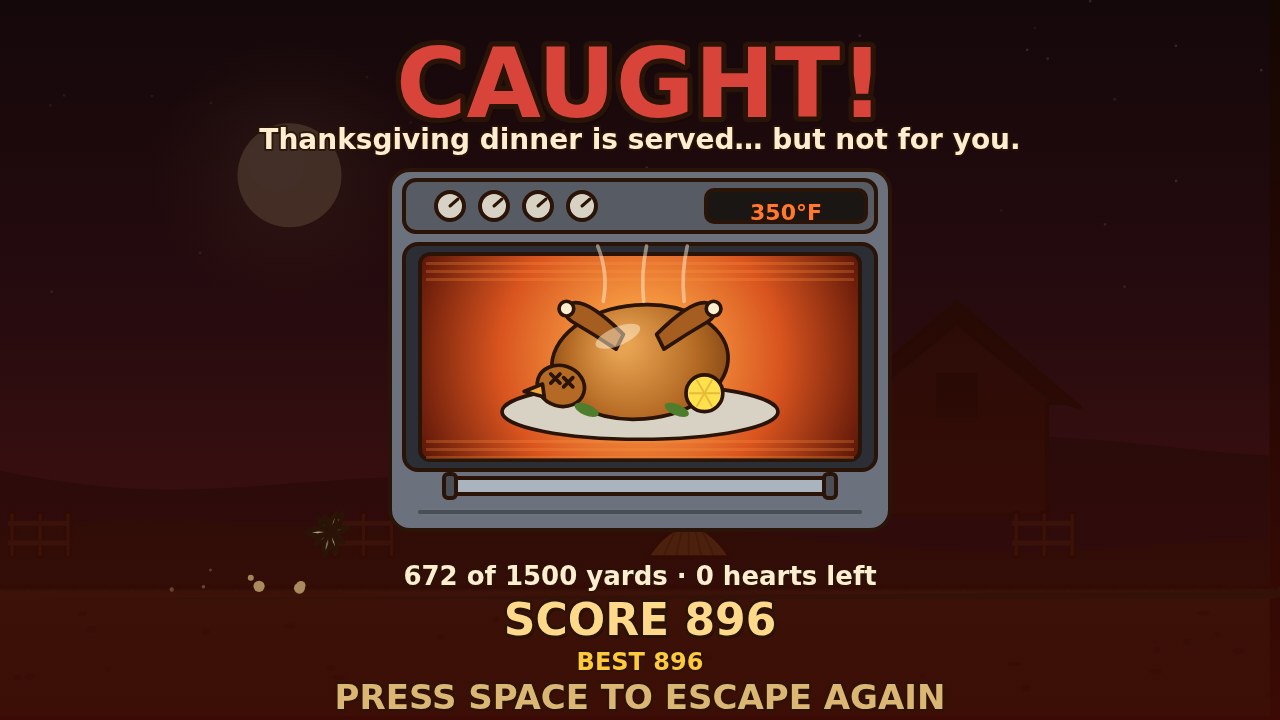 CAUGHT!
Thanksgiving dinner is served... but not for you.
350°F
672 of 1500 yards · 0 hearts left
SCORE 896
BEST 896
PRESS SPACE TO ESCAPE AGAIN